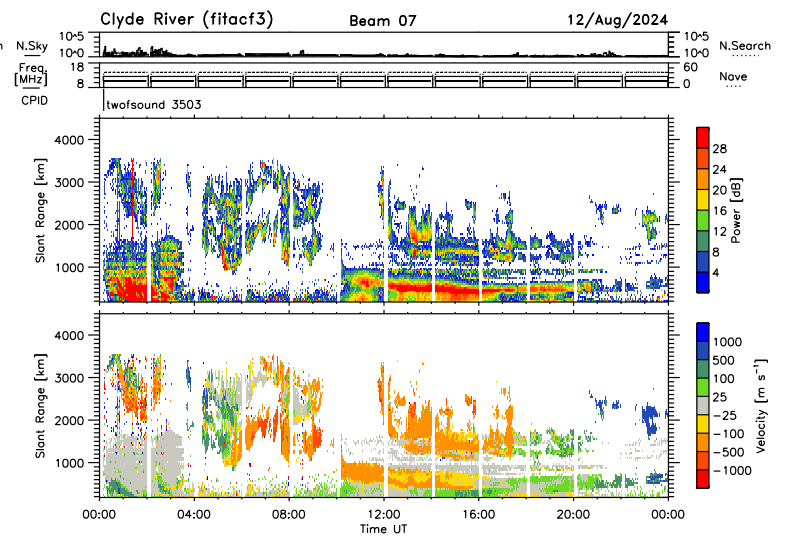 Clyde River (fitacf3) Beam 07 12/Aug/2024
n N.Sky 10^5 10^0 10^5 10^0 N.Search
Freq. [MHz] 18 8 60 0 Nave
CPID twofsound 3503
Slant Range [km] 4000 3000 2000 1000
28 24 20 16 12 8 4 Power [dB]
Slant Range [km] 4000 3000 2000 1000
1000 500 100 25 -25 -100 -500 -1000 Velocity [m s⁻¹]
00:00 04:00 08:00 12:00 16:00 20:00 00:00
Time UT